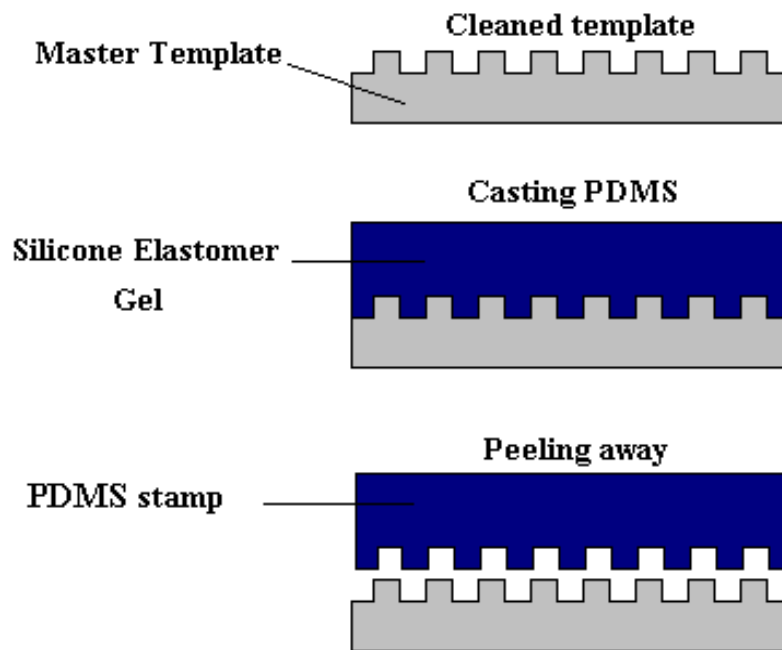 Cleaned template
Master Template
Casting PDMS
Silicone Elastomer
Gel
Peeling away
PDMS stamp